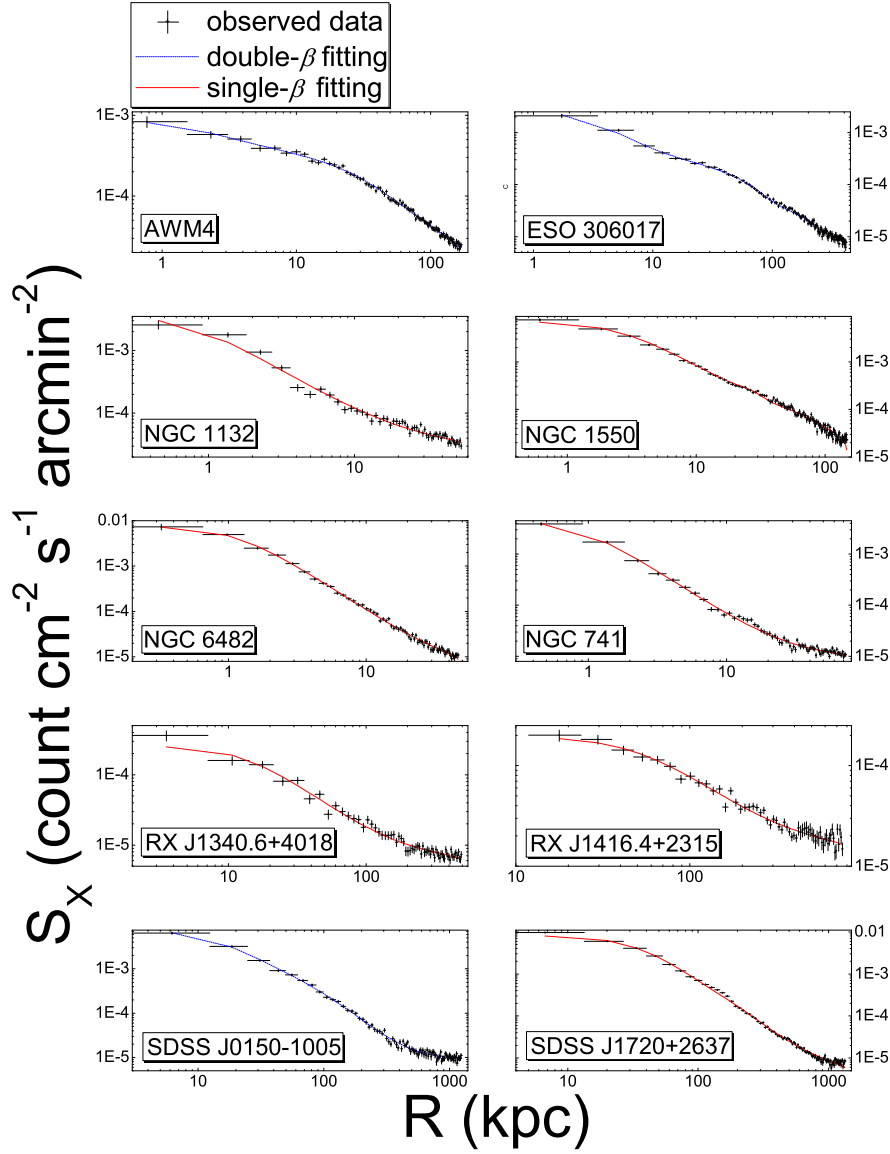 observed data
double-β fitting
single-β fitting
1E-3
1E-4
AWM4
1 10 100
1E-3
1E-4
1E-5
C
ESO 306017
1 10 100
1E-3
1E-4
NGC 1132
1 10
1E-3
1E-4
1E-5
NGC 1550
1 10 100
0.01
1E-3
1E-4
1E-5
NGC 6482
1 10
1E-3
1E-4
1E-5
NGC 741
1 10
1E-4
1E-5
RX J1340.6+4018
10 100
1E-4
1E-5
RX J1416.4+2315
10 100
1E-3
1E-4
1E-5
SDSS J0150-1005
10 100 1000
0.01
1E-3
1E-4
1E-5
SDSS J1720+2637
10 100 1000
S_X (count cm^-2 s^-1 arcmin^-2)
R (kpc)